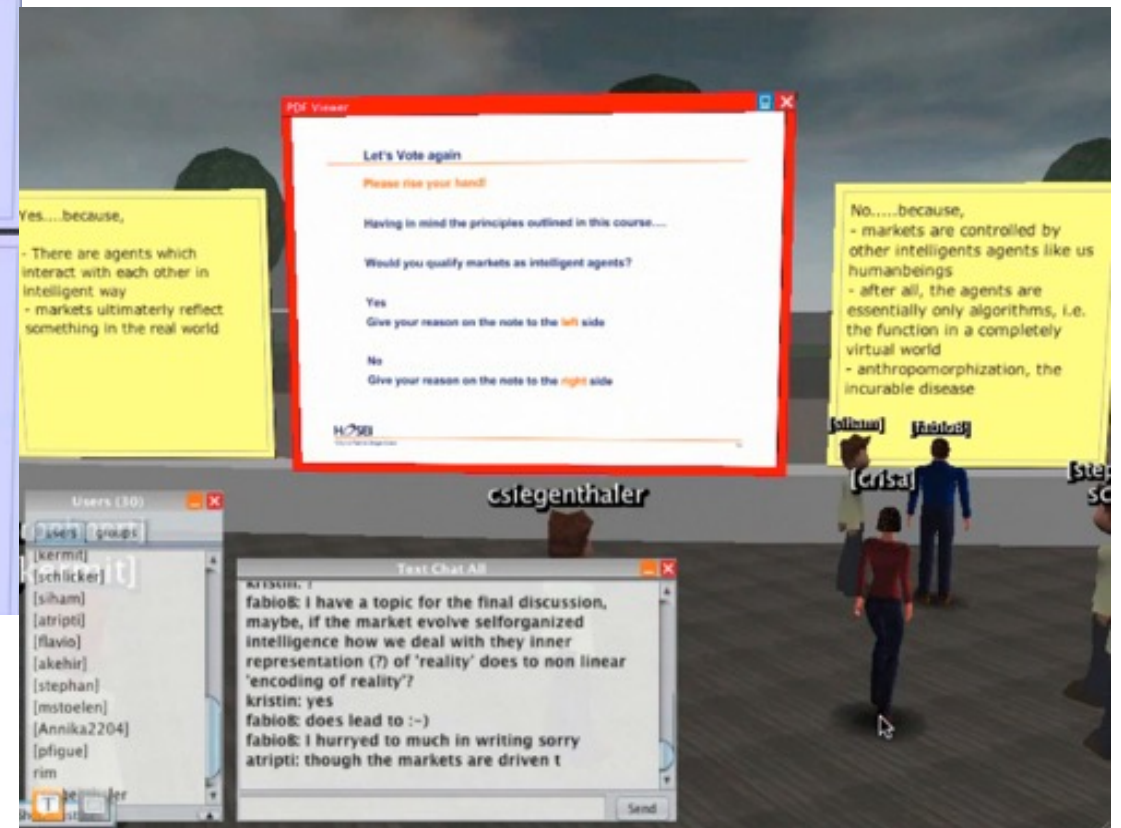 PDF Viewer
Let's Vote again
Please rise your hand!
Having in mind the principles outlined in this course....
Would you qualify markets as intelligent agents?
Yes
Give your reason on the note to the left side
No
Give your reason on the note to the right side
Yes....because,
- There are agents which
interact with each other in
intelligent way
- markets ultimaterly reflect
something in the real world
No.....because,
- markets are controlled by
other intelligents agents like us
humanbeings
- after all, the agents are
essentially only algorithms, i.e.
the function in a completely
virtual world
- anthropomorphization, the
incurable disease
[siham]
[fabio8]
[crisa]
[step
sc
csiegenthaler
Users (30)
users groups
[kermit]
[schlicker]
[siham]
[atripti]
[flavio]
[akehir]
[stephan]
[mstoelen]
[Annika2204]
[pfigue]
rim
Text Chat All
kristin: !
fabio8: I have a topic for the final discussion,
maybe, if the market evolve selforganized
intelligence how we deal with they inner
representation (?) of 'reality' does to non linear
'encoding of reality'?
kristin: yes
fabio8: does lead to :-)
fabio8: I hurryed to much in writing sorry
atripti: though the markets are driven t
Send
T